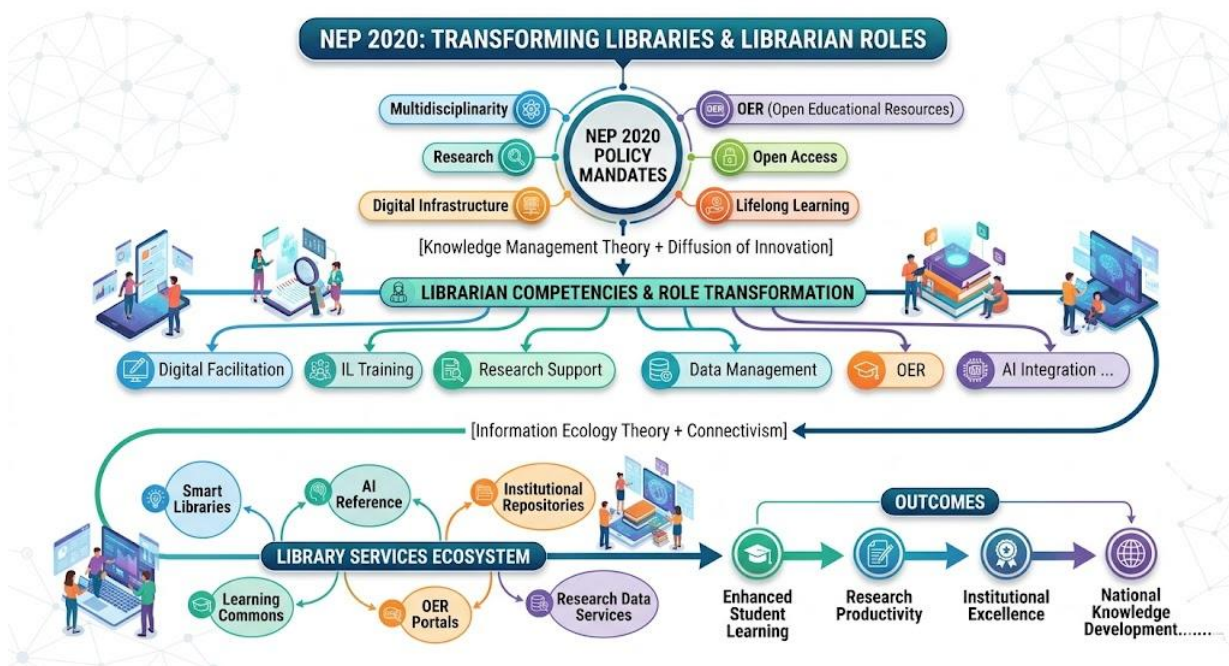 NEP 2020: TRANSFORMING LIBRARIES & LIBRARIAN ROLES
Multidisciplinarity
OER (Open Educational Resources)
OER
NEP 2020
POLICY
MANDATES
Research
Open Access
Digital Infrastructure
Lifelong Learning
[Knowledge Management Theory + Diffusion of Innovation]
LIBRARIAN COMPETENCIES & ROLE TRANSFORMATION
Digital Facilitation
IL Training
Research Support
Data Management
OER
AI Integration ...
[Information Ecology Theory + Connectivism]
Smart
Libraries
AI
Reference
Institutional
Repositories
LIBRARY SERVICES ECOSYSTEM
Learning
Commons
OER
Portals
Research Data
Services
OUTCOMES
Enhanced
Student
Learning
Research
Productivity
Institutional
Excellence
National
Knowledge
Development.......